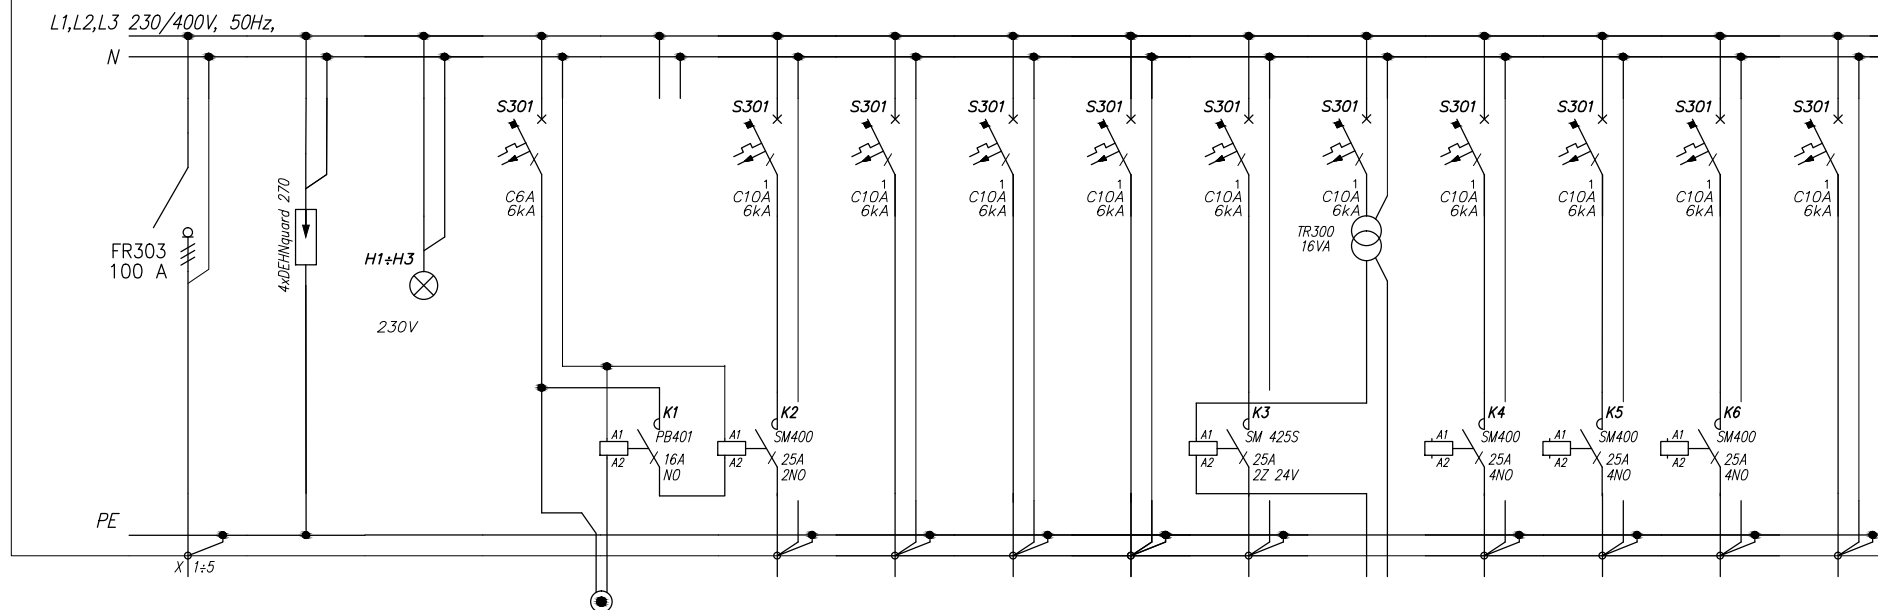 L1,L2,L3 230/400V, 50Hz,
N
S301
S301
S301
S301
S301
S301
S301
S301
S301
S301
S301
C6A
6kA
1
C10A
6kA
1
C10A
6kA
1
C10A
6kA
1
C10A
6kA
1
C10A
6kA
1
C10A
6kA
1
C10A
6kA
1
C10A
6kA
1
C10A
6kA
1
C10A
6kA
FR303
100 A
4xDEHNquard 270
H1÷H3
230V
TR300
16VA
K1
PB401
A1
A2
16A
NO
K2
SM400
A1
A2
25A
2NO
K3
SM 425S
A1
A2
25A
2Z 24V
K4
SM400
A1
A2
25A
4NO
K5
SM400
A1
A2
25A
4NO
K6
SM400
A1
A2
25A
4NO
PE
X 1÷5